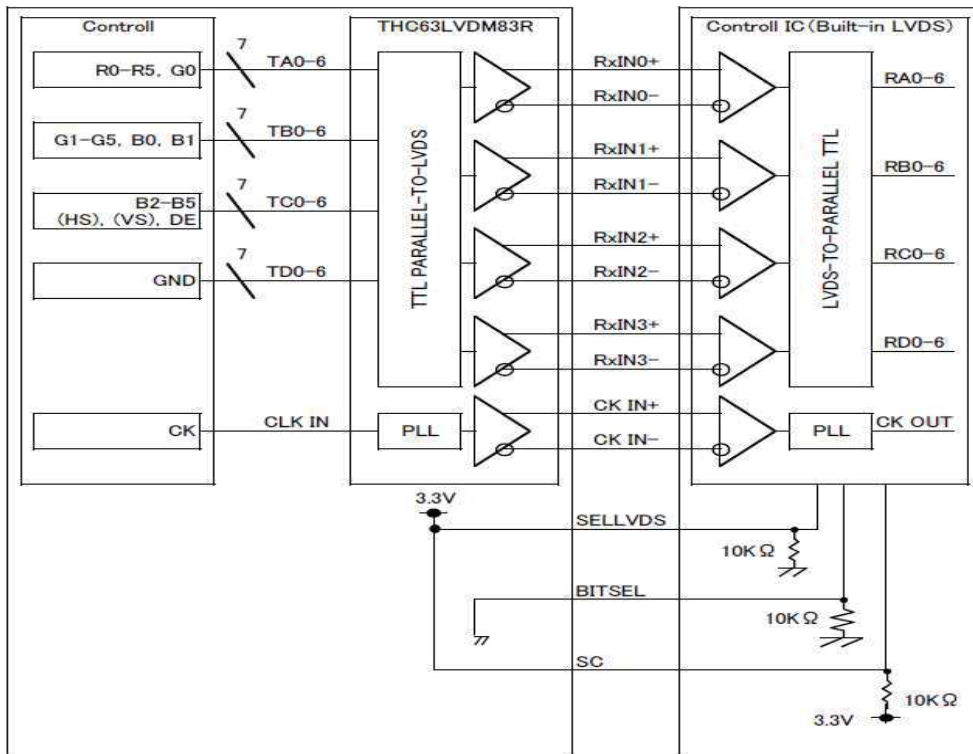 Controll
THC63LVDM83R
Controll IC(Built-in LVDS)
R0-R5, G0
7
TA0-6
RxIN0+
RxIN0-
RA0-6
G1-G5, B0, B1
7
TB0-6
RxIN1+
RxIN1-
RB0-6
B2-B5
(HS), (VS), DE
7
TC0-6
RxIN2+
RxIN2-
RC0-6
GND
7
TD0-6
RxIN3+
RxIN3-
RD0-6
TTL PARALLEL-TO-LVDS
LVDS-TO-PARALLEL TTL
CK
CLK IN
PLL
CK IN+
CK IN-
PLL
CK OUT
3.3V
SELLVDS
10KΩ
BITSEL
10KΩ
SC
10KΩ
3.3V